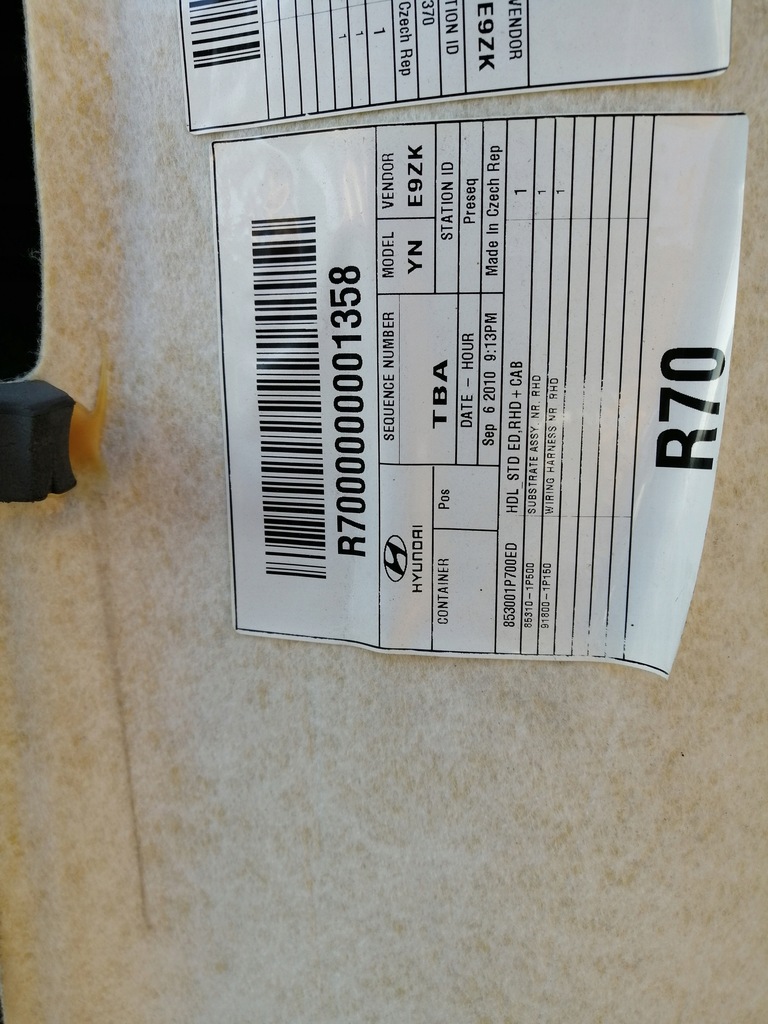 VENDOR
E9ZK
TION ID
370
Czech Rep
1
1
1
R70000000001358
HYUNDAI
SEQUENCE NUMBER
TBA
MODEL
YN
VENDOR
E9ZK
CONTAINER
Pos
DATE - HOUR
Sep 6 2010 9:13PM
STATION ID
Preseq
Made In Czech Rep
853001P700ED HDL STD ED,RHD + CAB 1
85310-1P500 SUBSTRATE ASSY, NR, RHD 1
91800-1P150 WIRING HARNESS NR RHD 1
R70